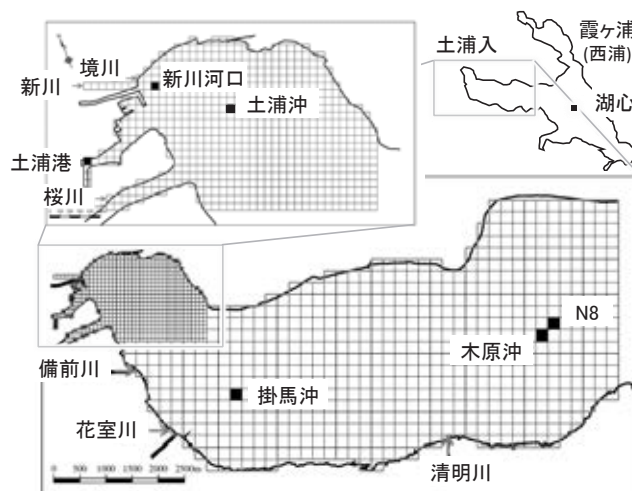 境川
新川
新川河口
土浦沖
土浦港
桜川
霞ヶ浦
(西浦)
土浦入
湖心
N8
木原沖
備前川
掛馬沖
花室川
清明川
0 500 1000 1500 2000 2500m